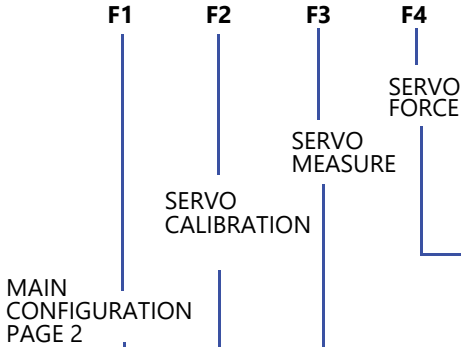 F1 F2 F3 F4
SERVO
FORCE
SERVO
MEASURE
SERVO
CALIBRATION
MAIN
CONFIGURATION
PAGE 2